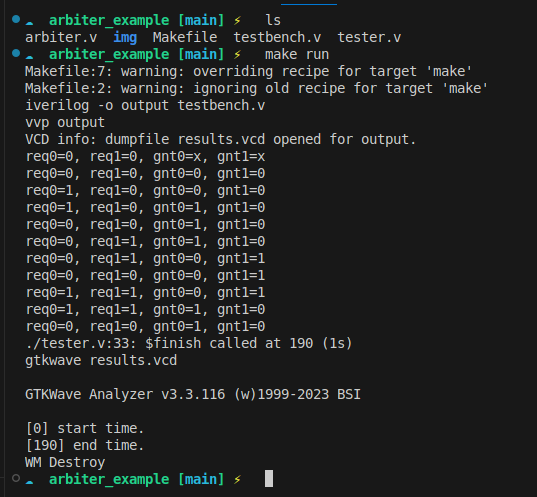 arbiter_example [main] ⚡ ls
arbiter.v img Makefile testbench.v tester.v
arbiter_example [main] ⚡ make run
Makefile:7: warning: overriding recipe for target 'make'
Makefile:2: warning: ignoring old recipe for target 'make'
iverilog -o output testbench.v
vvp output
VCD info: dumpfile results.vcd opened for output.
req0=0, req1=0, gnt0=x, gnt1=x
req0=0, req1=0, gnt0=0, gnt1=0
req0=1, req1=0, gnt0=0, gnt1=0
req0=1, req1=0, gnt0=1, gnt1=0
req0=0, req1=0, gnt0=1, gnt1=0
req0=0, req1=1, gnt0=1, gnt1=0
req0=0, req1=1, gnt0=0, gnt1=1
req0=0, req1=0, gnt0=0, gnt1=1
req0=1, req1=1, gnt0=0, gnt1=1
req0=1, req1=1, gnt0=1, gnt1=0
req0=0, req1=0, gnt0=1, gnt1=0
./tester.v:33: $finish called at 190 (1s)
gtkwave results.vcd

GTKWave Analyzer v3.3.116 (w)1999-2023 BSI

[0] start time.
[190] end time.
WM Destroy
arbiter_example [main] ⚡